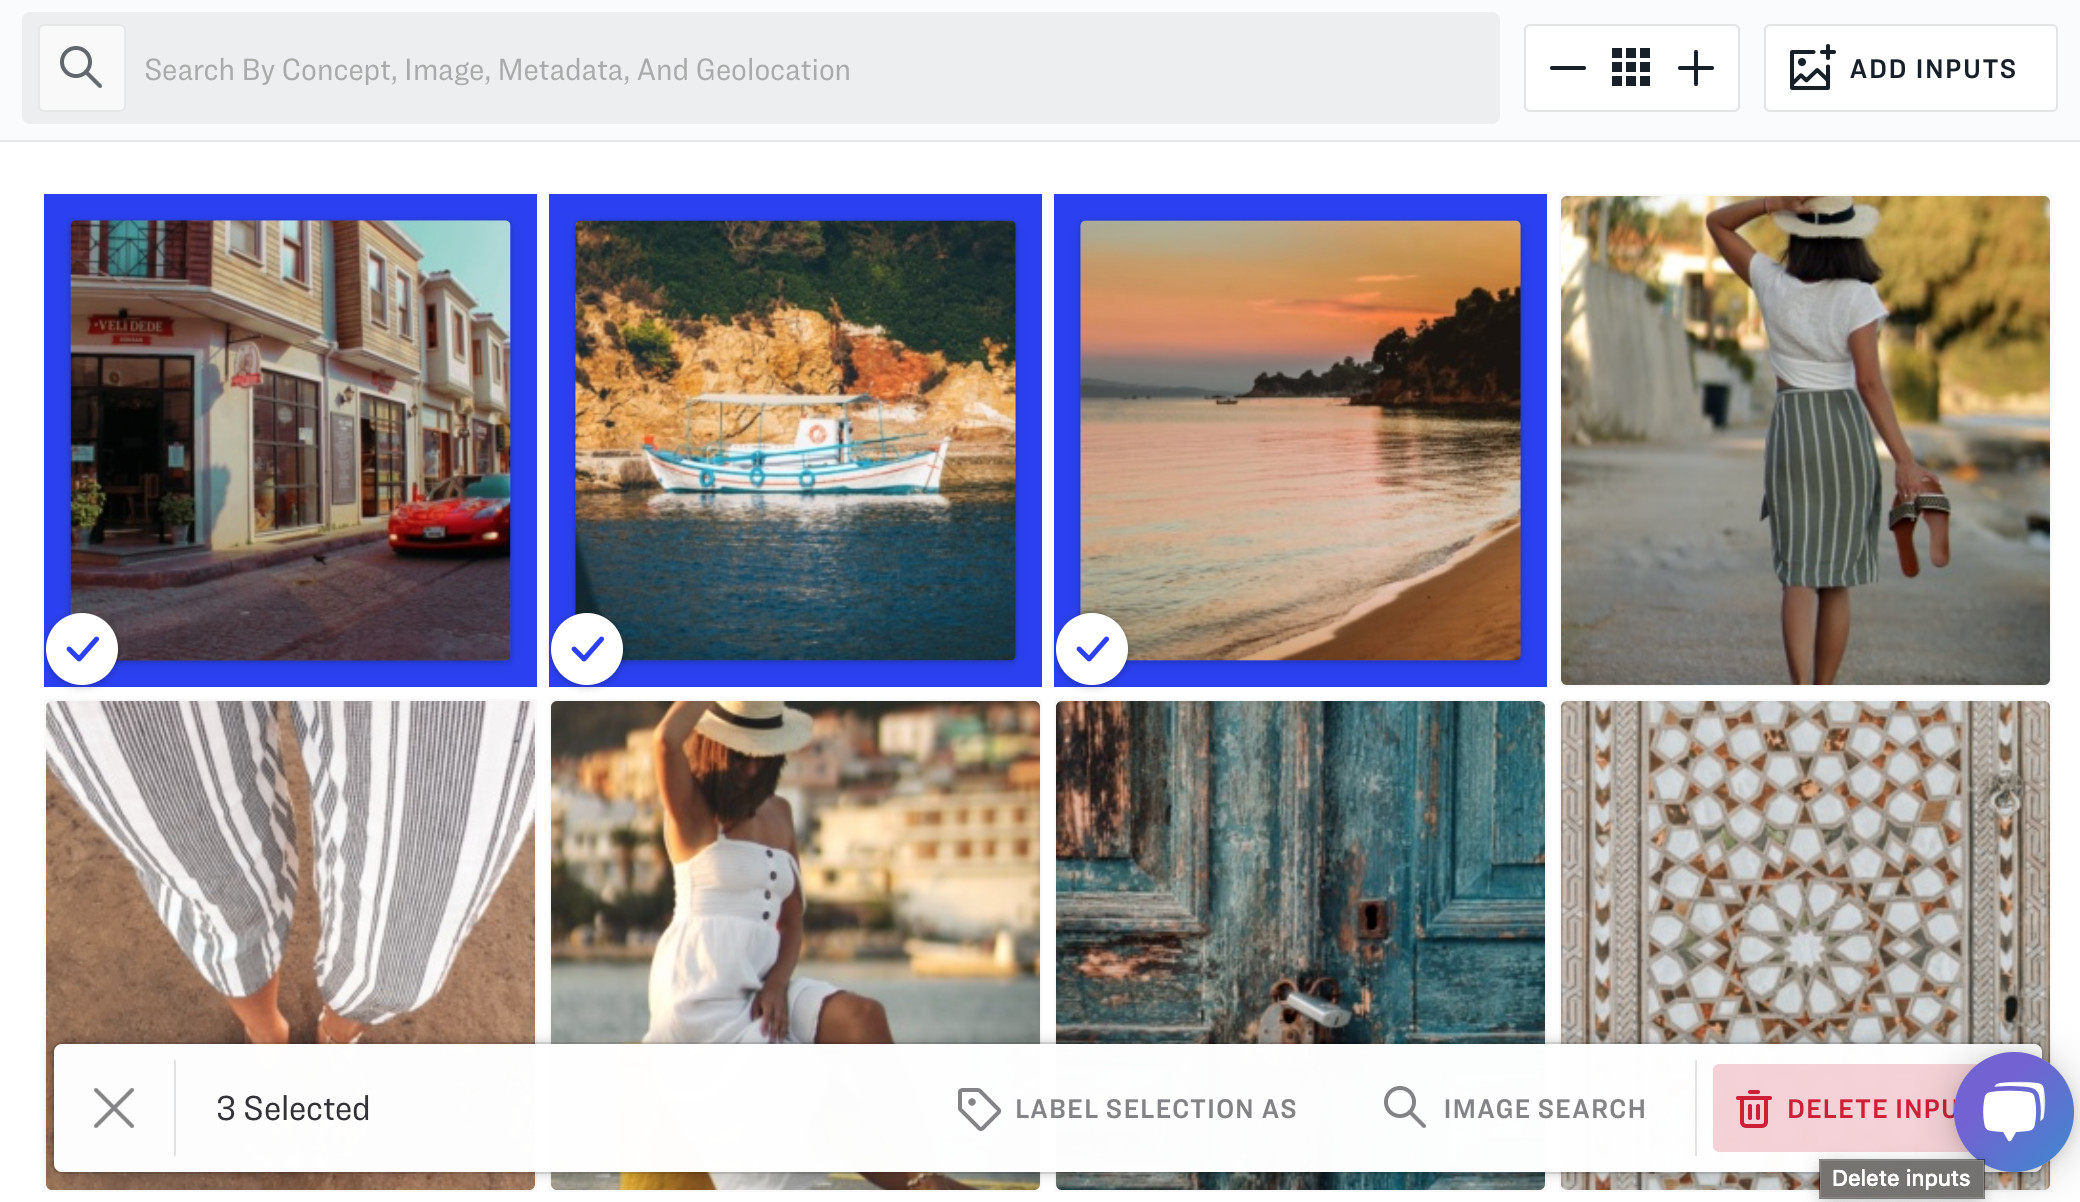 Search By Concept, Image, Metadata, And Geolocation
ADD INPUTS
VELİ DEDE
3 Selected
LABEL SELECTION AS
IMAGE SEARCH
DELETE INPU
Delete inputs